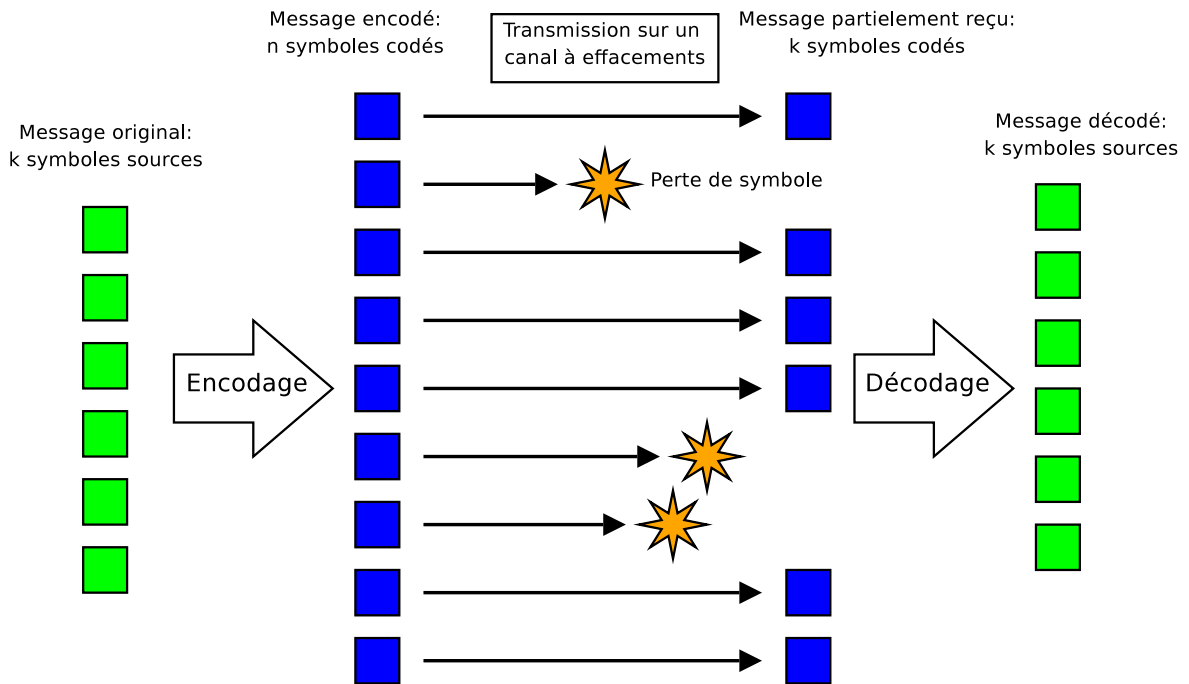 Message original:
k symboles sources
Encodage
Message encodé:
n symboles codés
Transmission sur un
canal à effacements
Perte de symbole
Message partielement reçu:
k symboles codés
Décodage
Message décodé:
k symboles sources